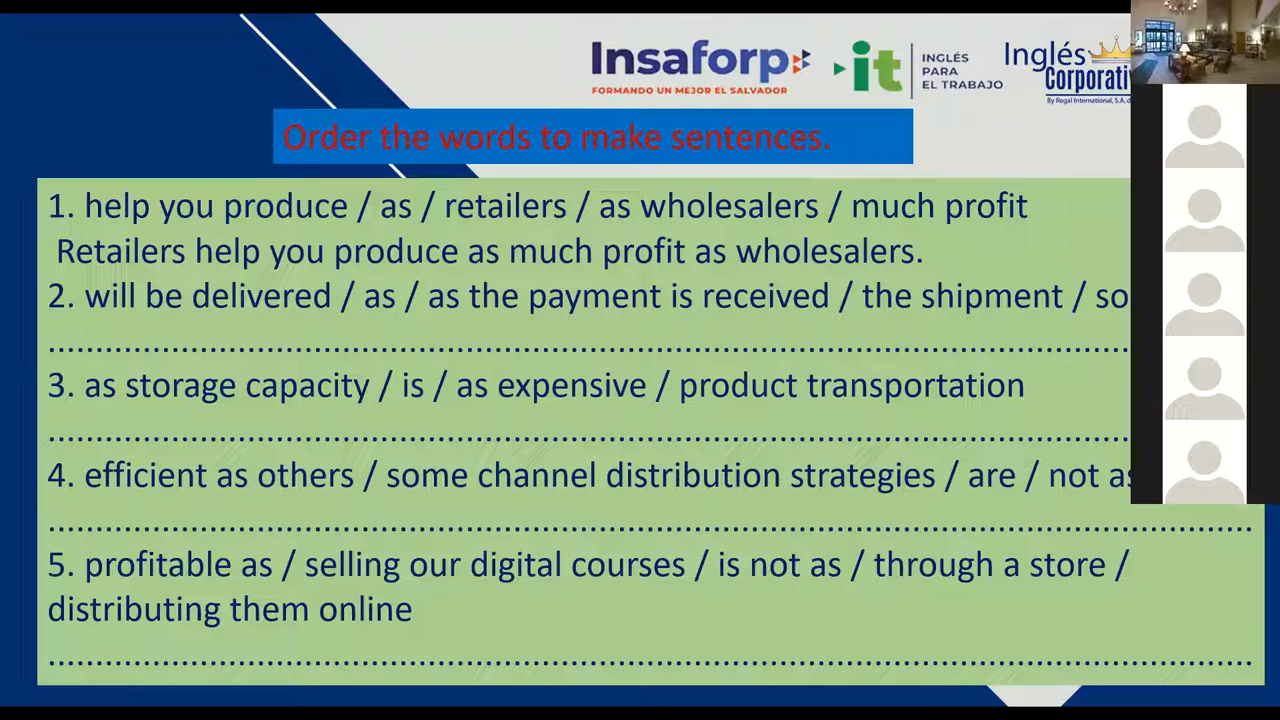 Insaforp
FORMANDO UN MEJOR EL SALVADOR
it
INGLÉS
PARA
EL TRABAJO
Inglés
Corporati
By Regal International, S.A. d
Order the words to make sentences.
1. help you produce / as / retailers / as wholesalers / much profit
Retailers help you produce as much profit as wholesalers.
2. will be delivered / as / as the payment is received / the shipment / so
................................................................................
3. as storage capacity / is / as expensive / product transportation
................................................................................
4. efficient as others / some channel distribution strategies / are / not as
................................................................................
5. profitable as / selling our digital courses / is not as / through a store /
distributing them online
................................................................................